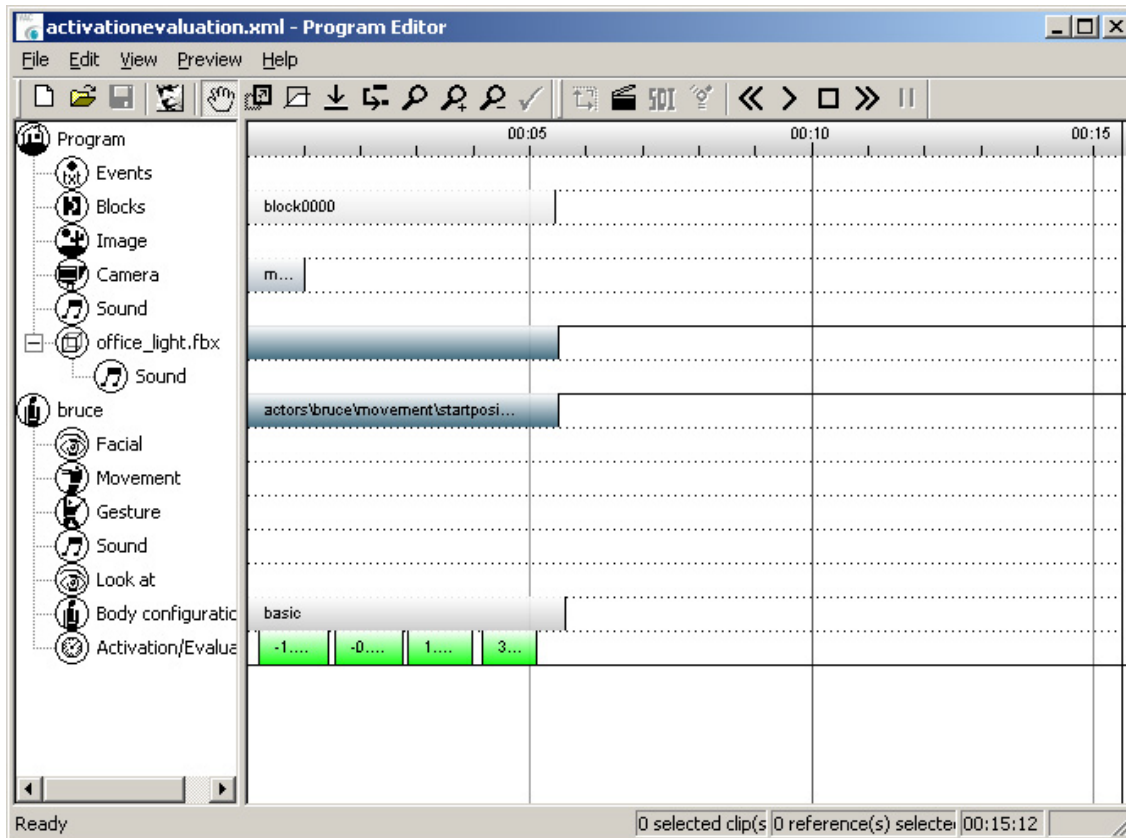 activationevaluation.xml - Program Editor
File Edit View Preview Help
SDI
00:05 00:10 00:15
Program
Events
txt
Blocks
block0000
Image
Camera
m...
Sound
office_light.fbx
Sound
bruce
actors\bruce\movement\startposi...
Facial
Movement
Gesture
Sound
Look at
Body configuratic
basic
Activation/Evalua
-1.... -0.... 1.... 3...
Ready
0 selected clip(s 0 reference(s) selecte 00:15:12